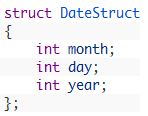 struct DateStruct
{
    int month;
    int day;
    int year;
};